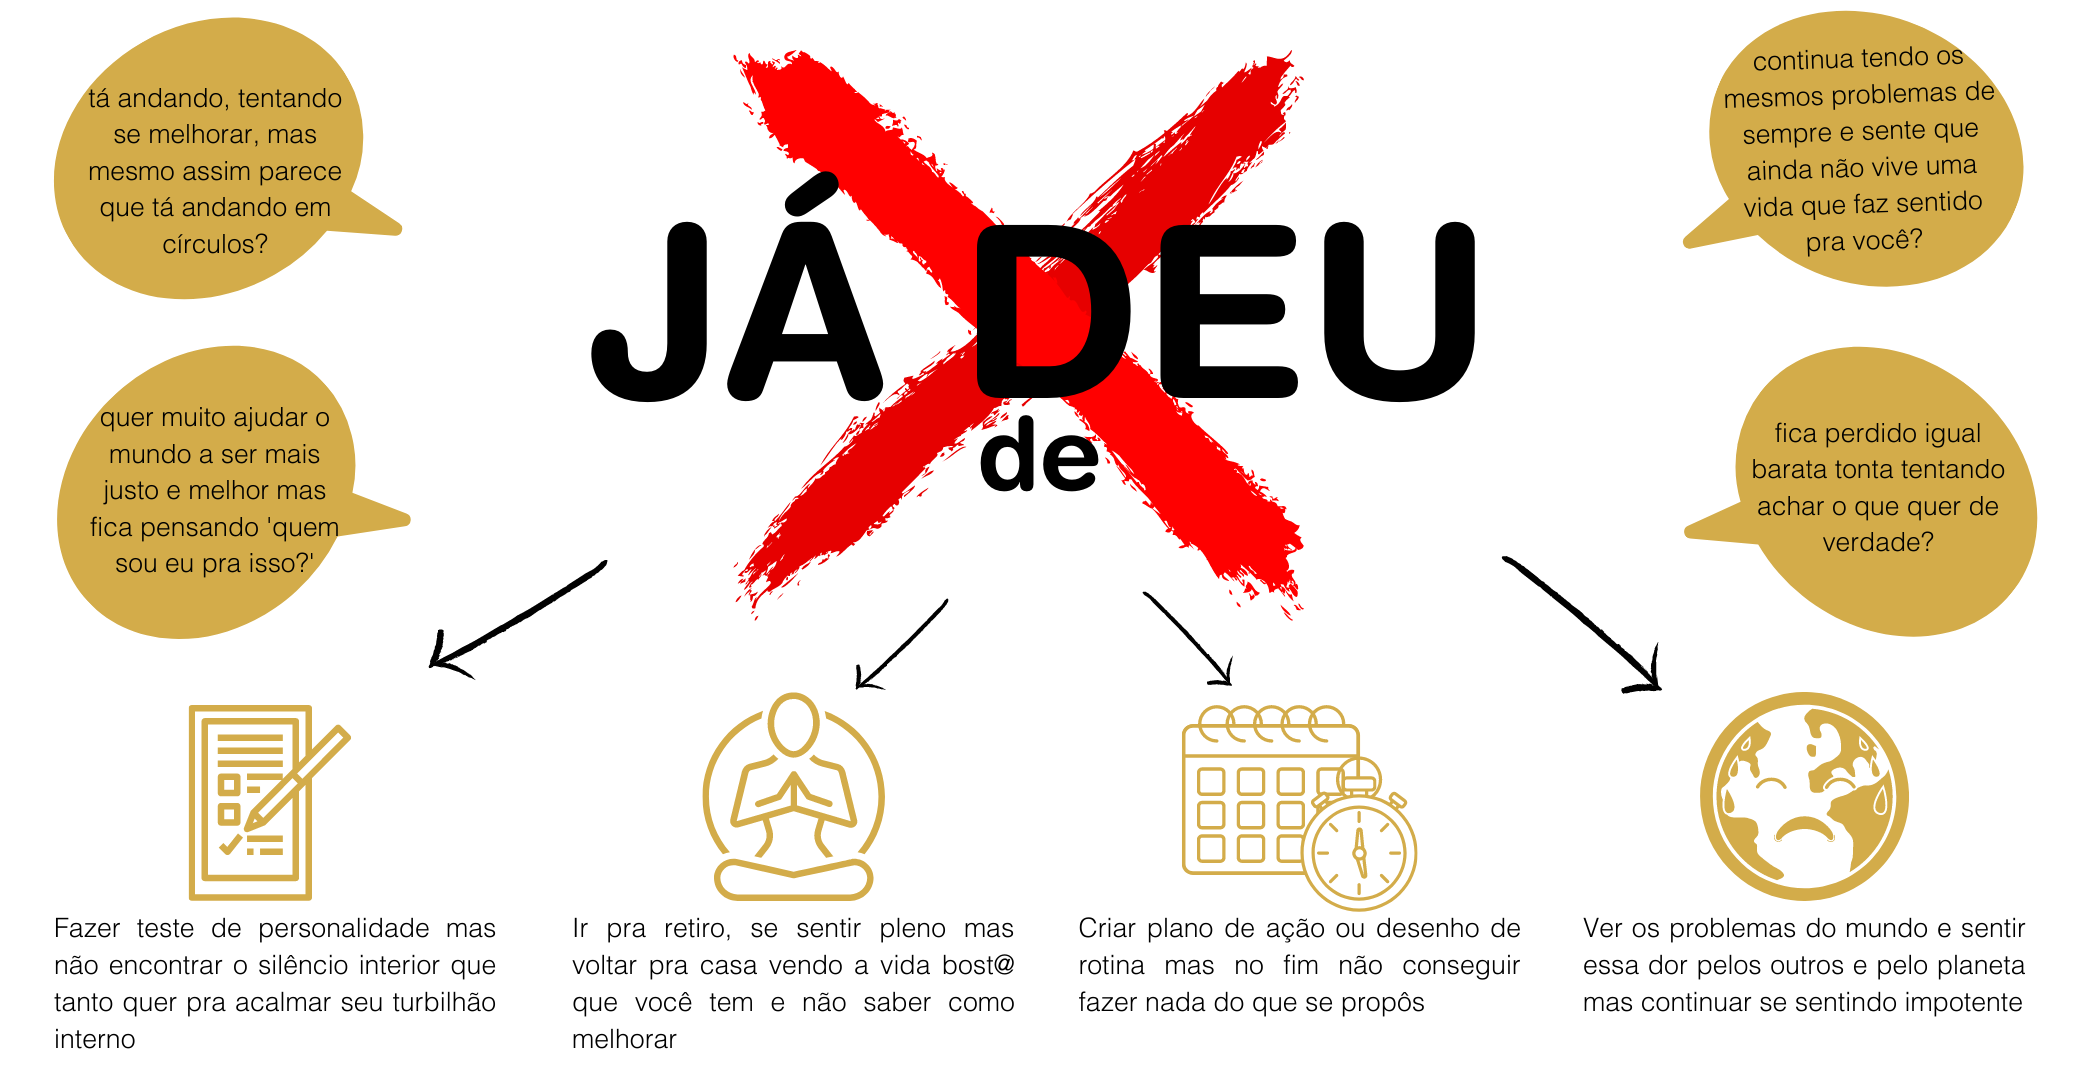 tá andando, tentando
se melhorar, mas
mesmo assim parece
que tá andando em
círculos?
continua tendo os
mesmos problemas de
sempre e sente que
ainda não vive uma
vida que faz sentido
pra você?
JÁ DEU
de
quer muito ajudar o
mundo a ser mais
justo e melhor mas
fica pensando 'quem
sou eu pra isso?'
fica perdido igual
barata tonta tentando
achar o que quer de
verdade?
Fazer teste de personalidade mas
não encontrar o silêncio interior que
tanto quer pra acalmar seu turbilhão
interno
Ir pra retiro, se sentir pleno mas
voltar pra casa vendo a vida bost@
que você tem e não saber como
melhorar
Criar plano de ação ou desenho de
rotina mas no fim não conseguir
fazer nada do que se propôs
Ver os problemas do mundo e sentir
essa dor pelos outros e pelo planeta
mas continuar se sentindo impotente